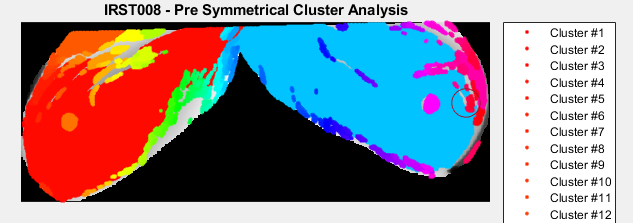 IRST008 - Pre Symmetrical Cluster Analysis
Cluster #1
Cluster #2
Cluster #3
Cluster #4
Cluster #5
Cluster #6
Cluster #7
Cluster #8
Cluster #9
Cluster #10
Cluster #11
Cluster #12